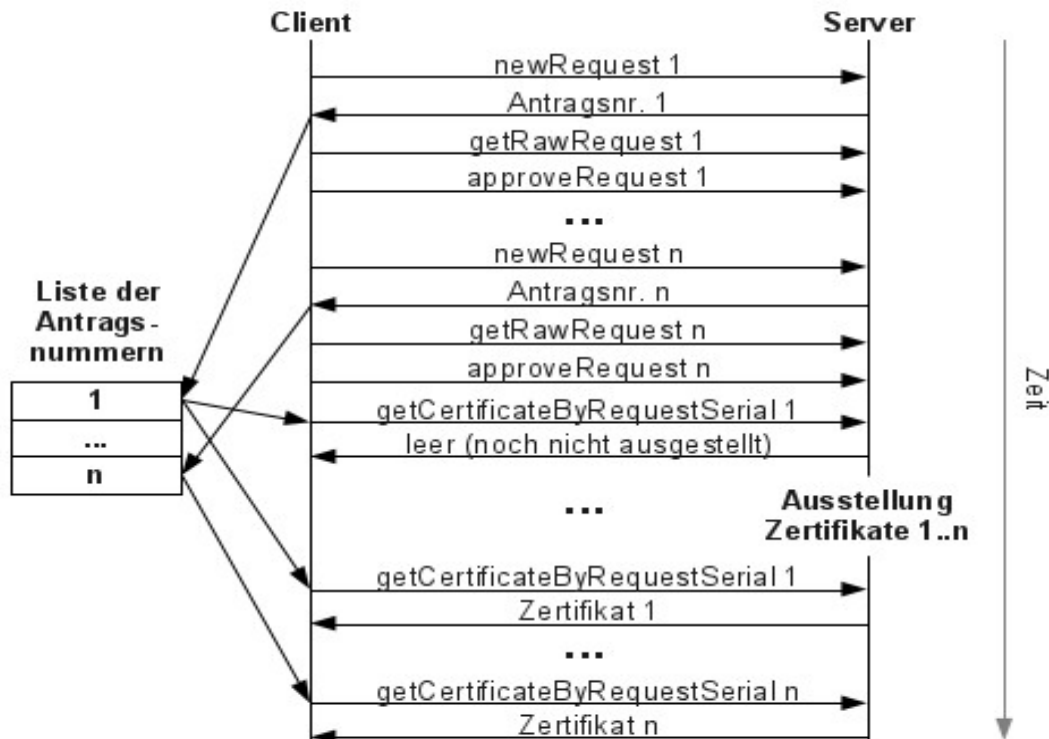 Client
Server
newRequest 1
Antragsnr. 1
getRawRequest 1
approveRequest 1
...
newRequest n
Antragsnr. n
getRawRequest n
approveRequest n
Liste der
Antrags-
nummern
1
...
n
getCertificateByRequestSerial 1
leer (noch nicht ausgestellt)
...
Ausstellung
Zertifikate 1..n
getCertificateByRequestSerial 1
Zertifikat 1
...
getCertificateByRequestSerial n
Zertifikat n
Zeit